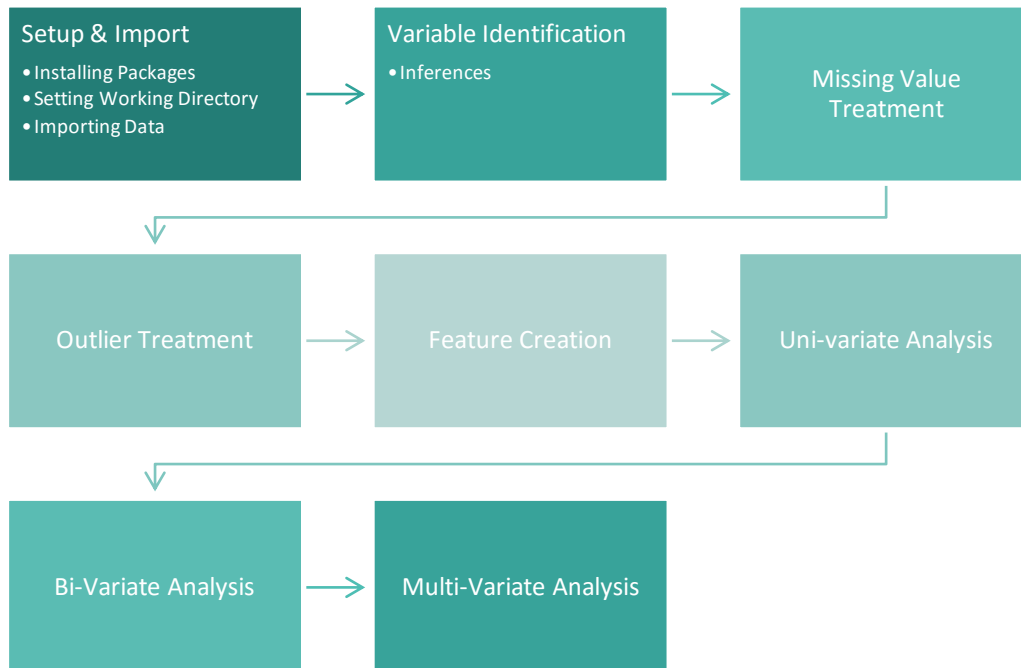 Setup & Import
• Installing Packages
• Setting Working Directory
• Importing Data
Variable Identification
• Inferences
Missing Value
Treatment
Outlier Treatment
Feature Creation
Uni-variate Analysis
Bi-Variate Analysis
Multi-Variate Analysis